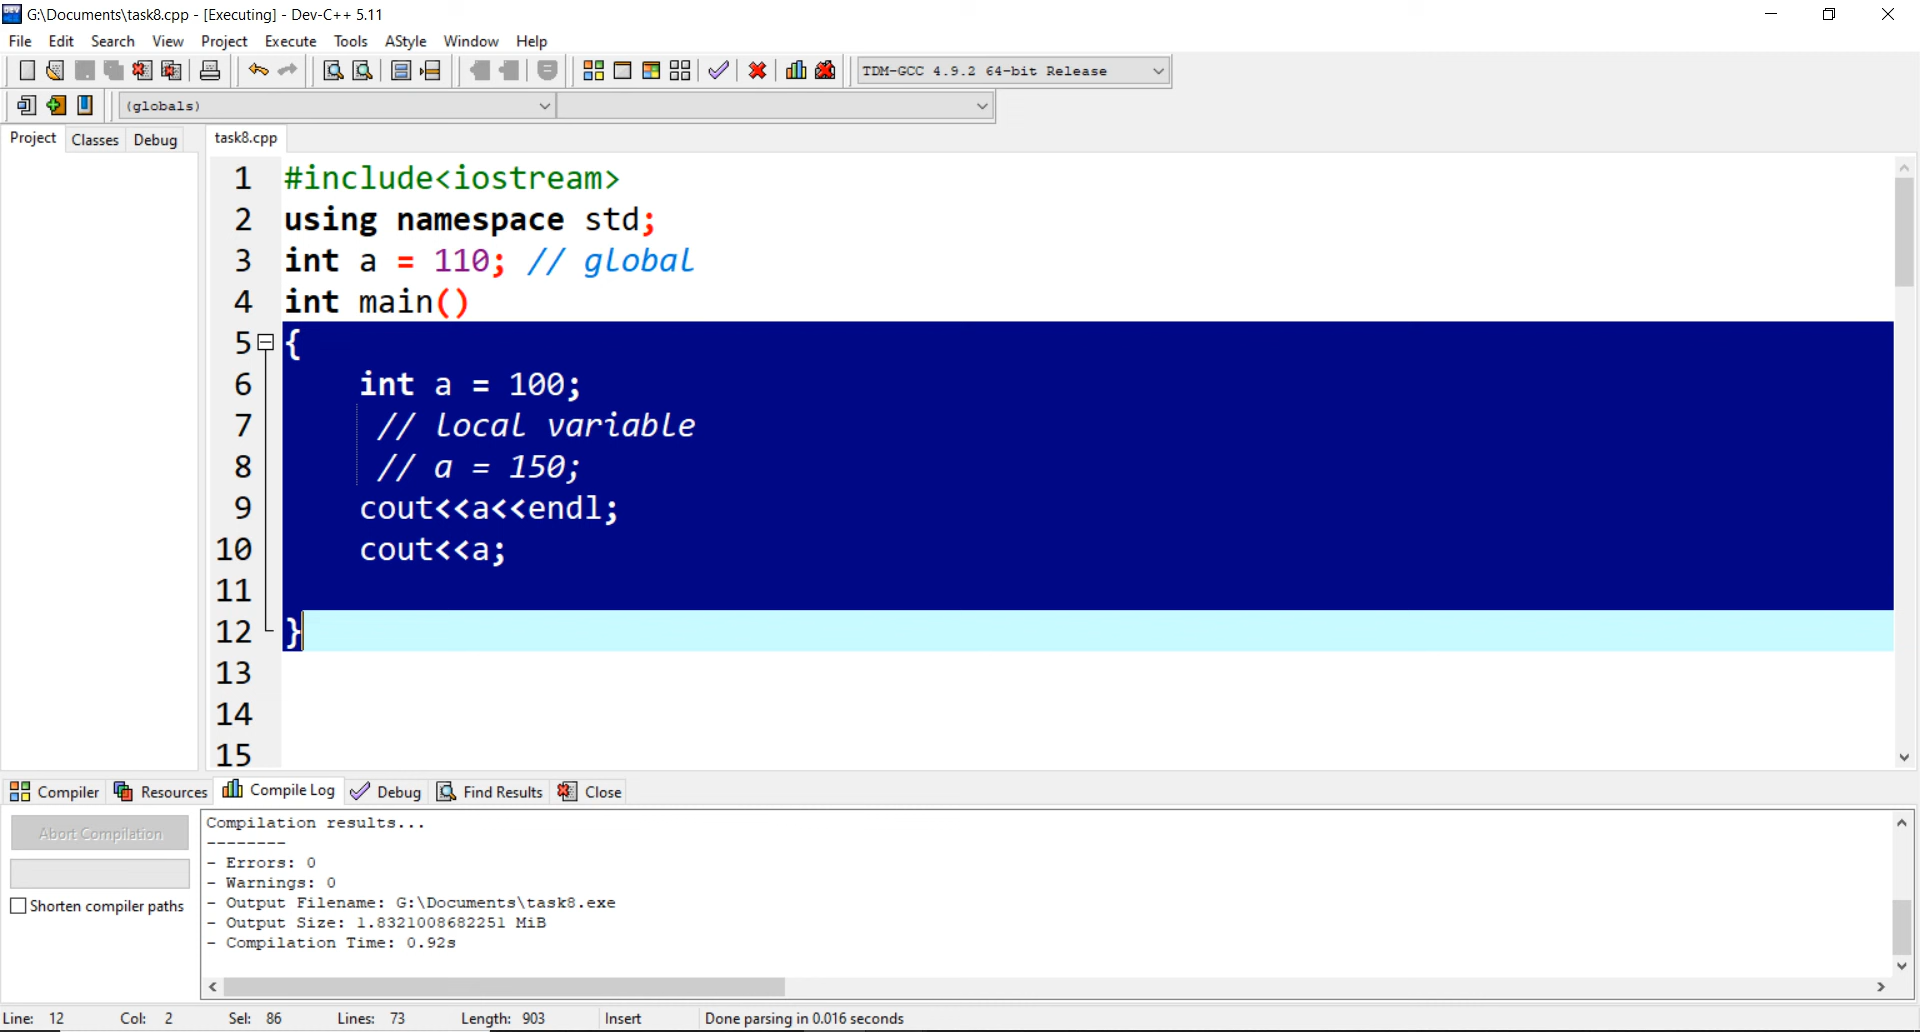 G:\Documents\task8.cpp - [Executing] - Dev-C++ 5.11
File Edit Search View Project Execute Tools AStyle Window Help
TDM-GCC 4.9.2 64-bit Release
(globals)
Project Classes Debug task8.cpp
1 #include<iostream>
2 using namespace std;
3 int a = 110; // global
4 int main()
5 {
6 int a = 100;
7 // Local variable
8 // a = 150;
9 cout<<a<<endl;
10 cout<<a;
11
12 }
13
14
15
Compiler Resources Compile Log Debug Find Results Close
Abort Compilation
Shorten compiler paths
Compilation results...
--------
- Errors: 0
- Warnings: 0
- Output Filename: G:\Documents\task8.exe
- Output Size: 1.8321008682251 MiB
- Compilation Time: 0.92s
Line: 12 Col: 2 Sel: 86 Lines: 73 Length: 903 Insert Done parsing in 0.016 seconds